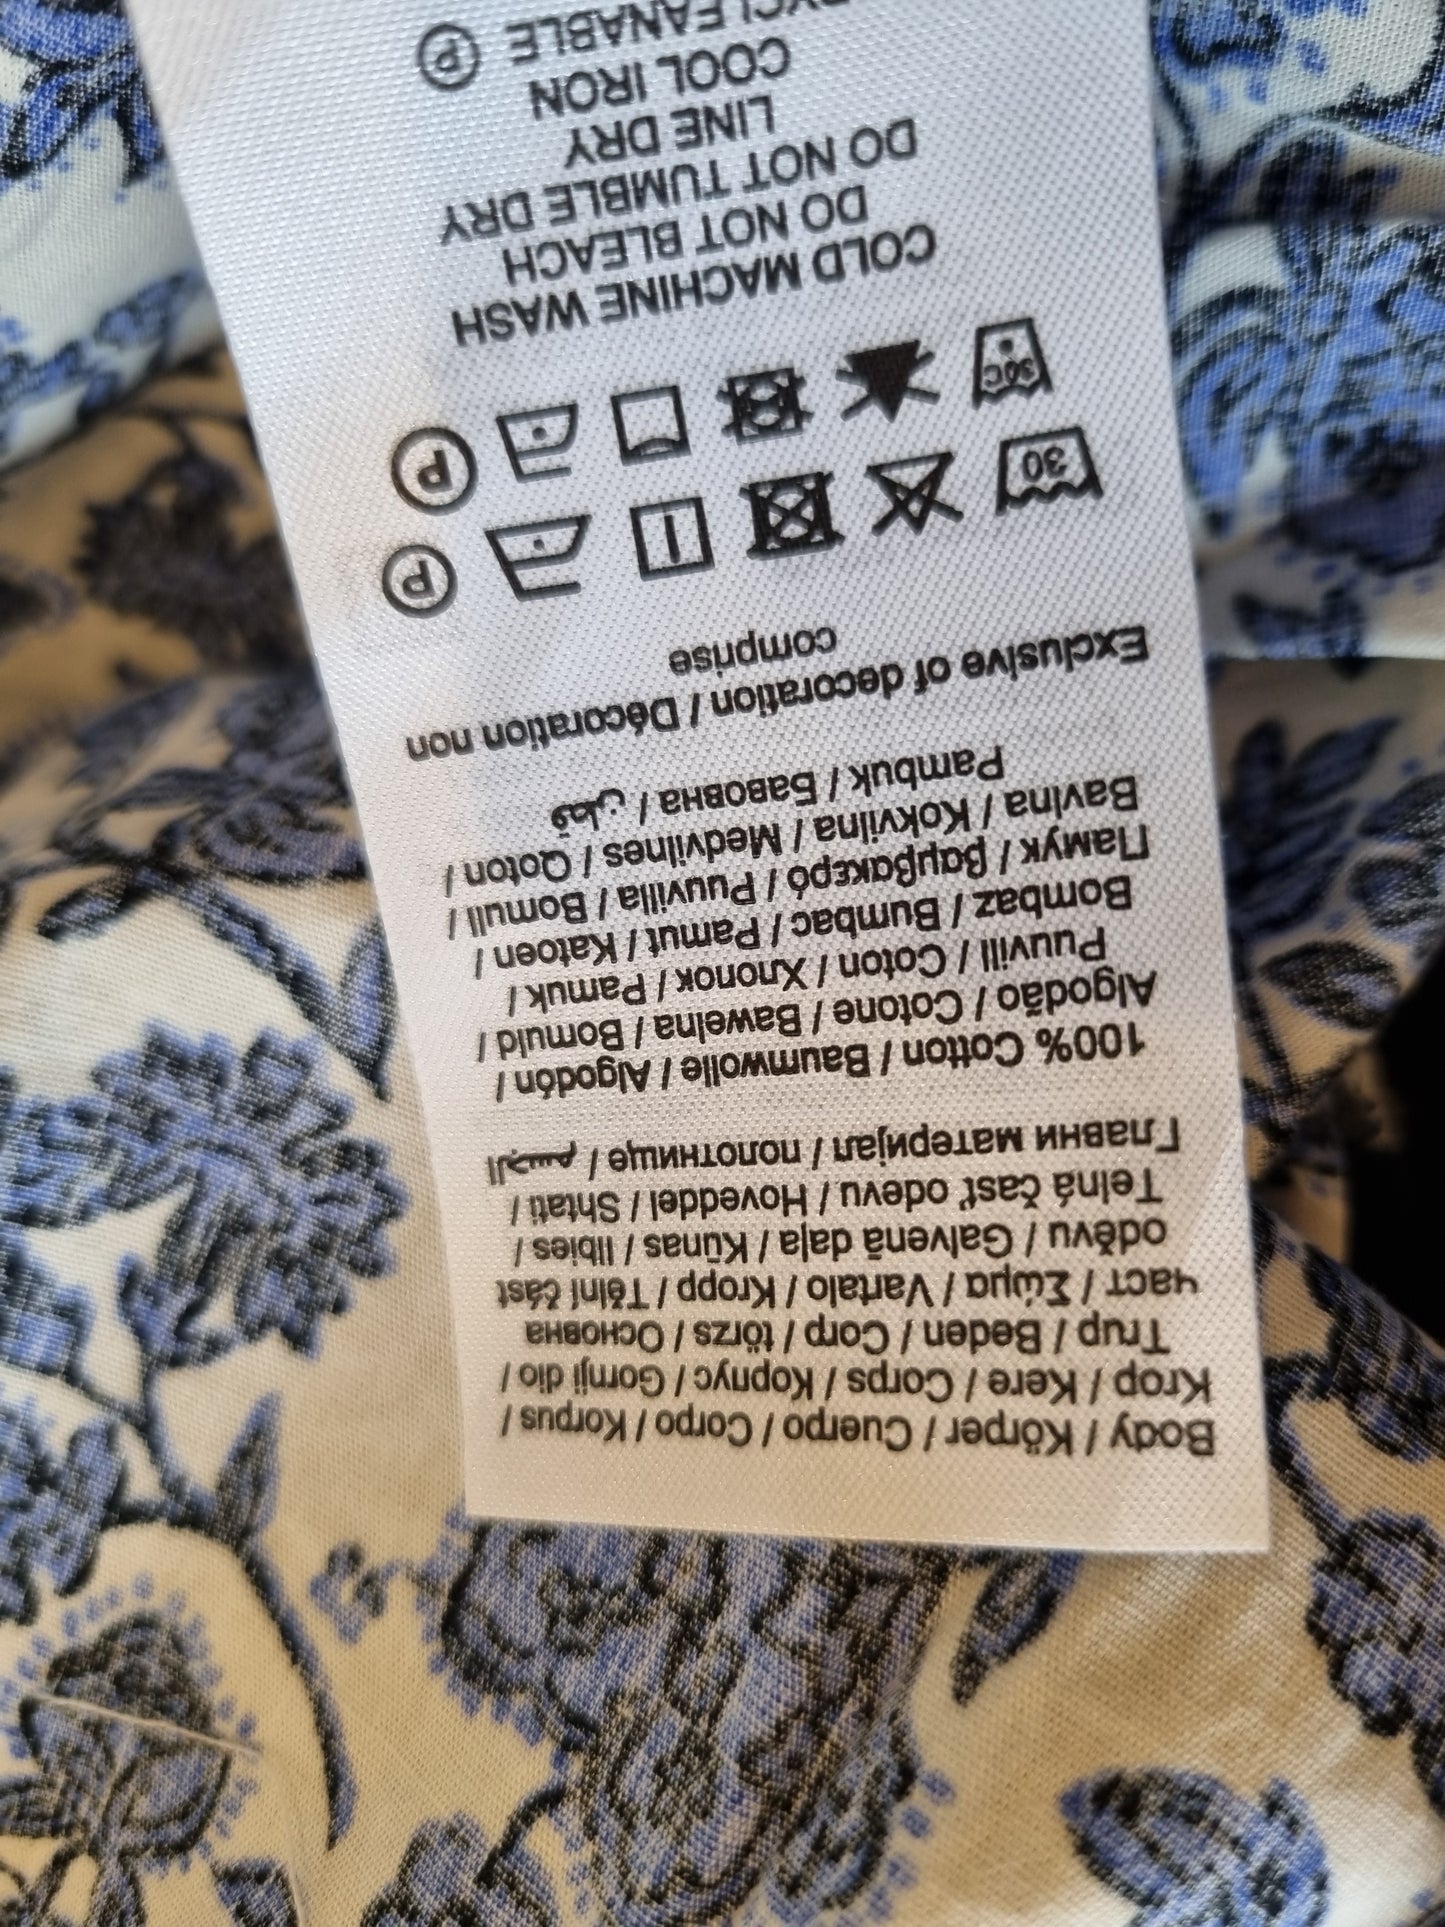 Body / Körper / Cuerpo / Corpo / Korpus /
Krop / Kere / Corps / Корпус / Gornji dio /
Trup / Beden / Corp / törzs / Основна
част / Σώμα / Vartalo / Kropp / Tělní část
oděvu / Galvenā daļa / Kūnas / Ilbies /
Telná časť odevu / Hoveddel / Shtati /
Главни материјал / полотнище / الجسم
100% Cotton / Baumwolle / Algodón /
Algodão / Cotone / Bawełna / Bomuld /
Puuvill / Coton / Хлопок / Pamuk /
Bombaz / Bumbac / Pamut / Katoen /
Памук / βαμβακερό / Puuvilla / Bomull /
Bavlna / Kokvilna / Medvilnes / Qoton /
Pambuk / Бавовна / قطن
Exclusive of decoration / Décoration non
comprise
30
P
30C
P
COLD MACHINE WASH
DO NOT BLEACH
DO NOT TUMBLE DRY
LINE DRY
COOL IRON
RYCLEANABLE P